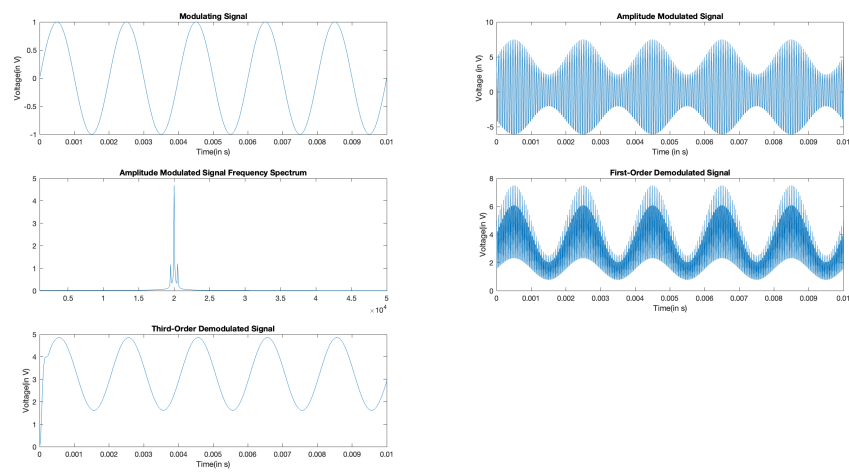 Modulating Signal
1
0.5
0
-0.5
-1
Voltage(in V)
0 0.001 0.002 0.003 0.004 0.005 0.006 0.007 0.008 0.009 0.01
Time(in s)
Amplitude Modulated Signal
10
5
0
-5
Voltage (in V)
0 0.001 0.002 0.003 0.004 0.005 0.006 0.007 0.008 0.009 0.01
Time (in s)
Amplitude Modulated Signal Frequency Spectrum
5
4
3
2
1
0
0.5 1 1.5 2 2.5 3 3.5 4 4.5 5
×10⁴
First-Order Demodulated Signal
8
6
4
2
0
Voltage(in V)
0 0.001 0.002 0.003 0.004 0.005 0.006 0.007 0.008 0.009 0.01
Time(in s)
Third-Order Demodulated Signal
5
4
3
2
1
0
Voltage(in V)
0 0.001 0.002 0.003 0.004 0.005 0.006 0.007 0.008 0.009 0.01
Time(in s)